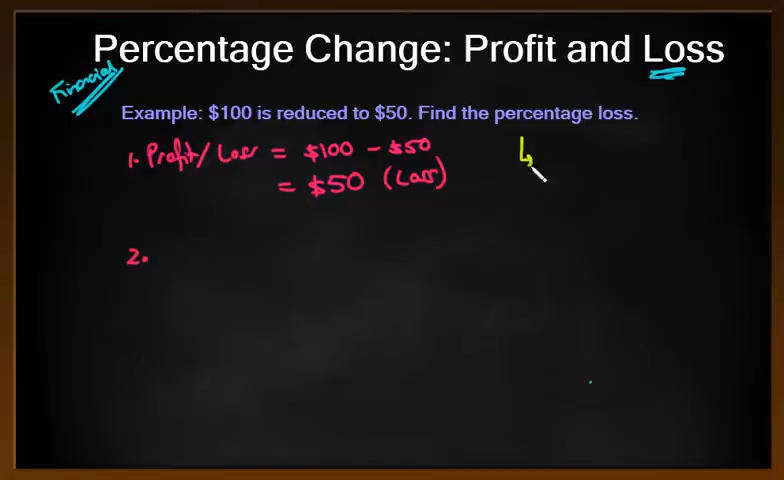 Percentage Change: Profit and Loss
Financial
Example: $100 is reduced to $50. Find the percentage loss.
1. Profit/Loss = $100 - $50
= $50 (Loss)
2.